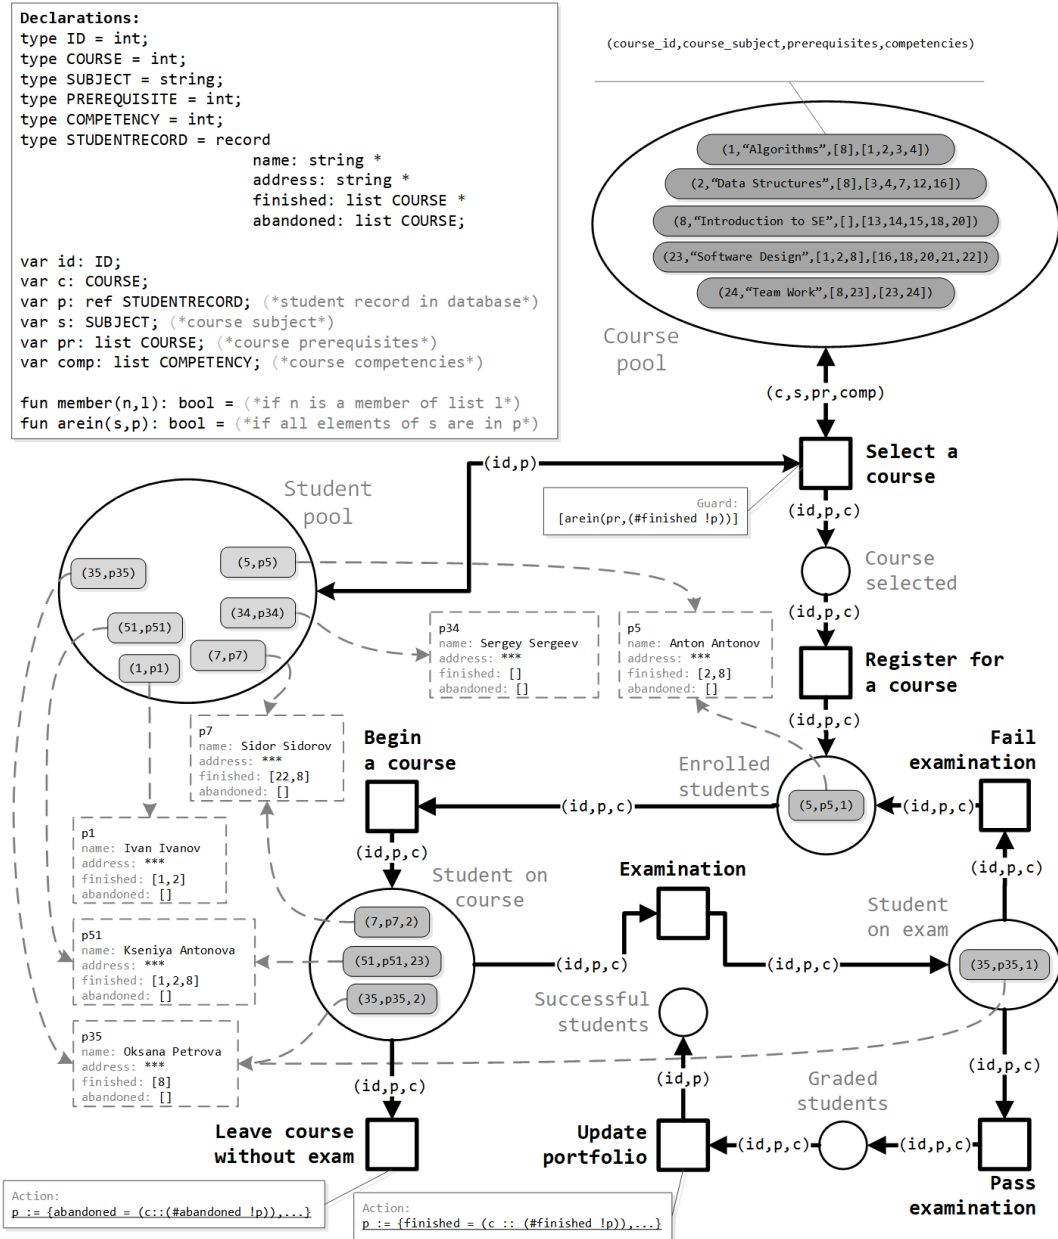 Declarations:
type ID = int;
type COURSE = int;
type SUBJECT = string;
type PREREQUISITE = int;
type COMPETENCY = int;
type STUDENTRECORD = record
name: string *
address: string *
finished: list COURSE *
abandoned: list COURSE;
var id: ID;
var c: COURSE;
var p: ref STUDENTRECORD; (*student record in database*)
var s: SUBJECT; (*course subject*)
var pr: list COURSE; (*course prerequisites*)
var comp: list COMPETENCY; (*course competencies*)
fun member(n,l): bool = (*if n is a member of list l*)
fun arein(s,p): bool = (*if all elements of s are in p*)
(course_id,course_subject,prerequisites,competencies)
(1,“Algorithms”,[8],[1,2,3,4])
(2,“Data Structures”,[8],[3,4,7,12,16])
(8,“Introduction to SE”,[],[13,14,15,18,20])
(23,“Software Design”,[1,2,8],[16,18,20,21,22])
(24,“Team Work”,[8,23],[23,24])
Course
pool
(c,s,pr,comp)
Select a
course
(id,p)
Guard:
[arein(pr,(#finished !p))]
(id,p,c)
Course
selected
(id,p,c)
Register for
a course
(id,p,c)
Student
pool
(35,p35)
(5,p5)
(34,p34)
(51,p51)
(7,p7)
(1,p1)
p34
name: Sergey Sergeev
address: ***
finished: []
abandoned: []
p5
name: Anton Antonov
address: ***
finished: [2,8]
abandoned: []
p7
name: Sidor Sidorov
address: ***
finished: [22,8]
abandoned: []
p1
name: Ivan Ivanov
address: ***
finished: [1,2]
abandoned: []
p51
name: Kseniya Antonova
address: ***
finished: [1,2,8]
abandoned: []
p35
name: Oksana Petrova
address: ***
finished: [8]
abandoned: []
Begin
a course
(id,p,c)
Enrolled
students
(5,p5,1)
(id,p,c)
Fail
examination
(id,p,c)
(id,p,c)
Student on
course
(7,p7,2)
(51,p51,23)
(35,p35,2)
(id,p,c)
Examination
(id,p,c)
Student
on exam
(35,p35,1)
Successful
students
(id,p)
(id,p,c)
Leave course
without exam
Action:
p := {abandoned = (c::(#abandoned !p)),...}
Update
portfolio
Action:
p := {finished = (c :: (#finished !p)),...}
(id,p,c)
Graded
students
(id,p,c)
(id,p,c)
Pass
examination